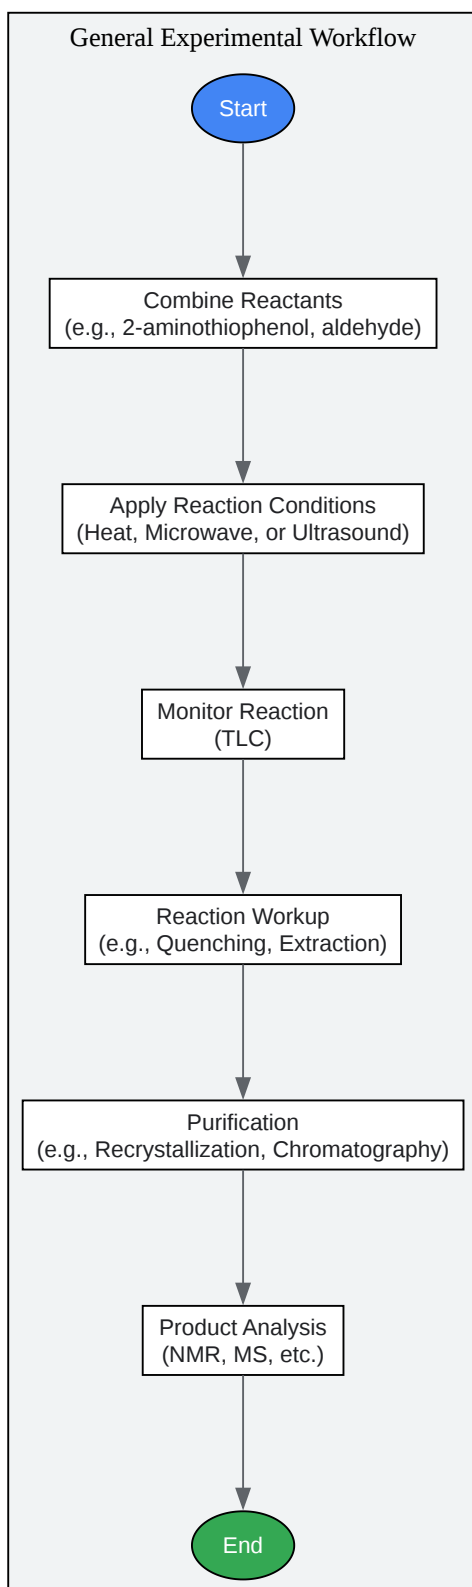 General Experimental Workflow
Start
Combine Reactants
(e.g., 2-aminothiophenol, aldehyde)
Apply Reaction Conditions
(Heat, Microwave, or Ultrasound)
Monitor Reaction
(TLC)
Reaction Workup
(e.g., Quenching, Extraction)
Purification
(e.g., Recrystallization, Chromatography)
Product Analysis
(NMR, MS, etc.)
End